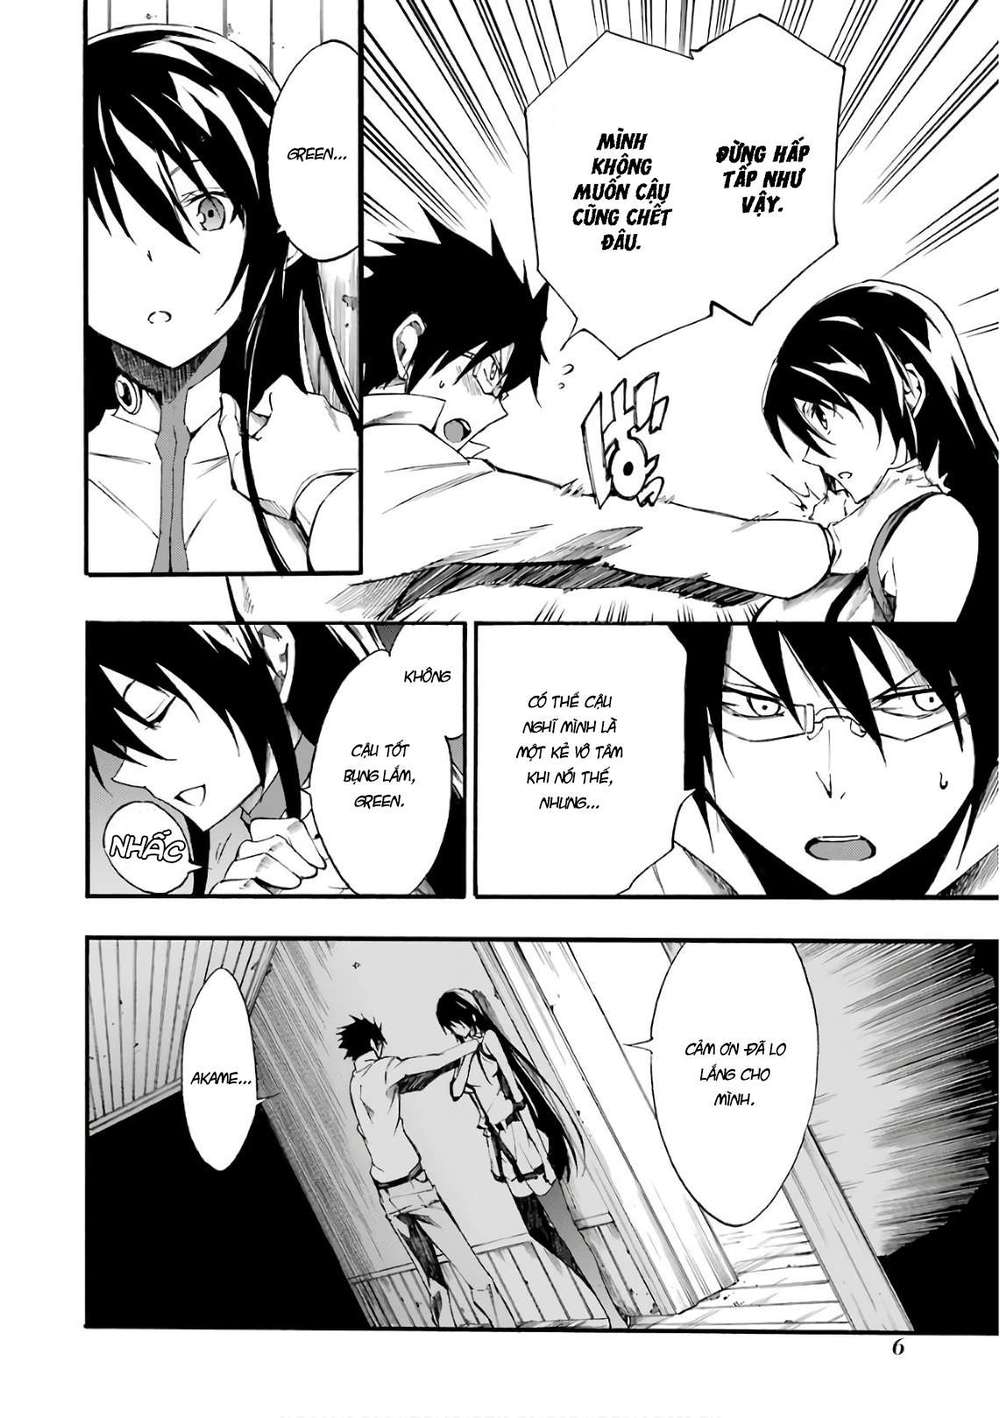 ĐỪNG HẤP
TẤP NHƯ
VẬY.
MÌNH
KHÔNG
MUỐN CẬU
CŨNG CHẾT
ĐÂU.
GREEN...
CÓ THỂ CẬU
NGHĨ MÌNH LÀ
MỘT KẺ VÔ TÂM
KHI NÓI THẾ,
NHƯNG...
KHÔNG
CẬU TỐT
BỤNG LẮM,
GREEN.
NHẤC
CẢM ƠN ĐÃ LO
LẮNG CHO
MÌNH.
AKAME...
6